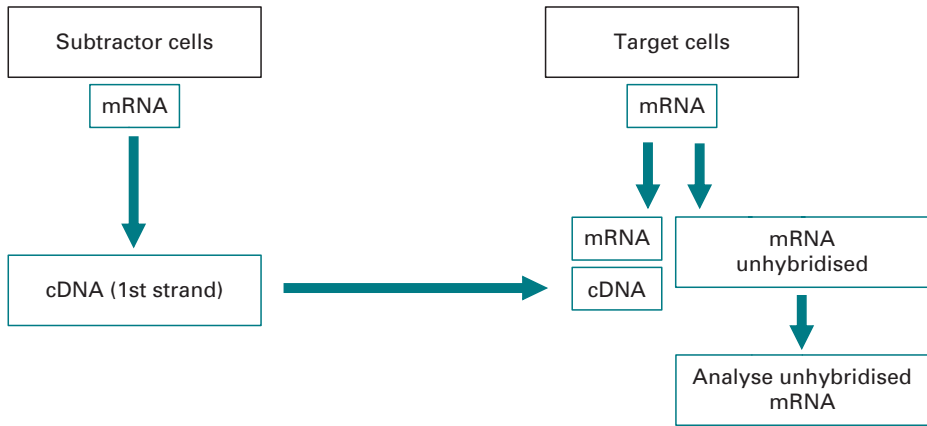 Subtractor cells
Target cells
mRNA
mRNA
mRNA
mRNA
unhybridised
cDNA (1st strand)
cDNA
Analyse unhybridised
mRNA